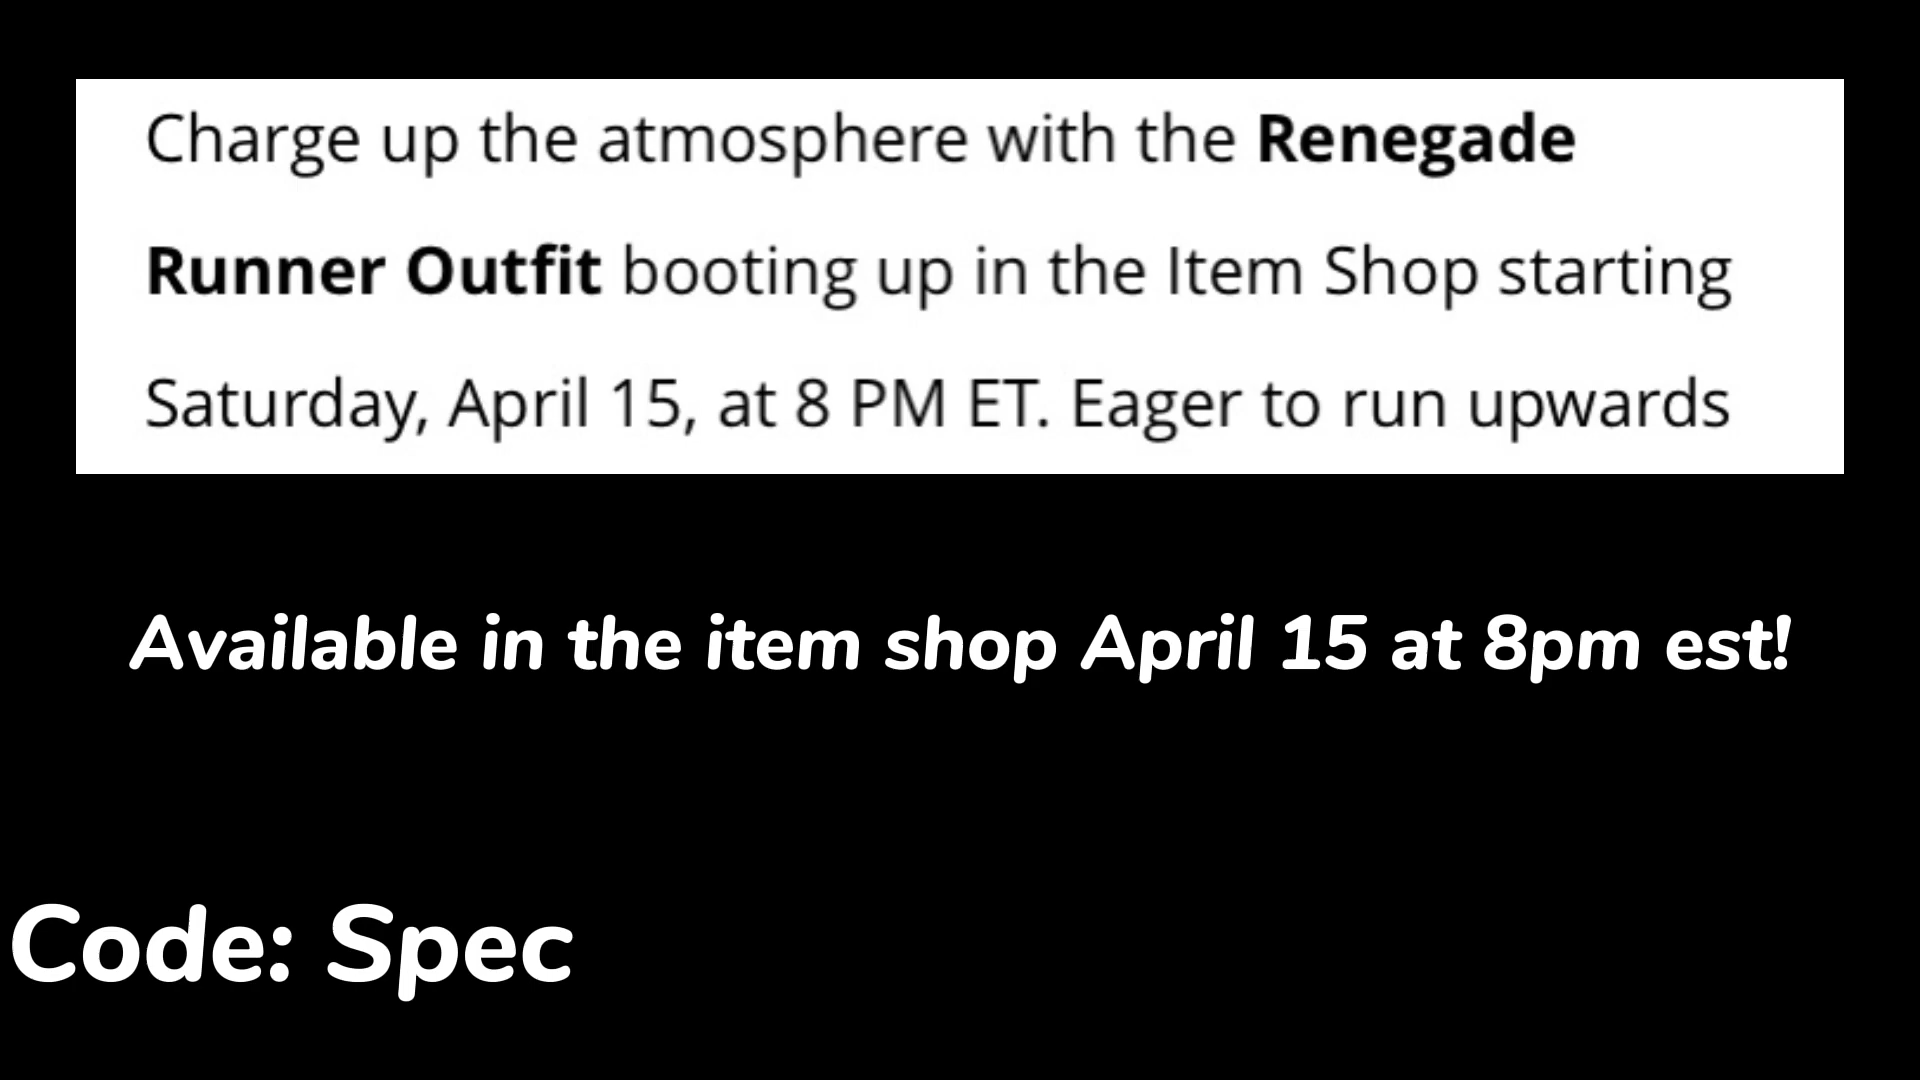 Charge up the atmosphere with the Renegade
Runner Outfit booting up in the Item Shop starting
Saturday, April 15, at 8 PM ET. Eager to run upwards
Available in the item shop April 15 at 8pm est!
Code: Spec